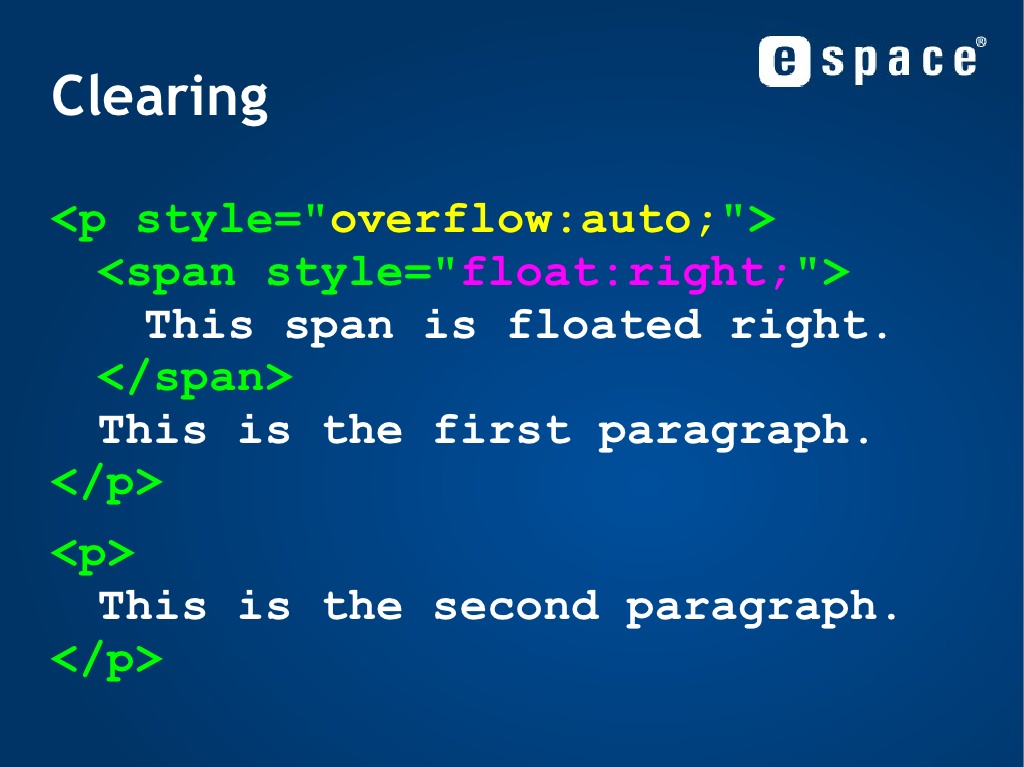 espace®
Clearing
<p style="overflow:auto;">
<span style="float:right;">
This span is floated right.
</span>
This is the first paragraph.
</p>
<p>
This is the second paragraph.
</p>